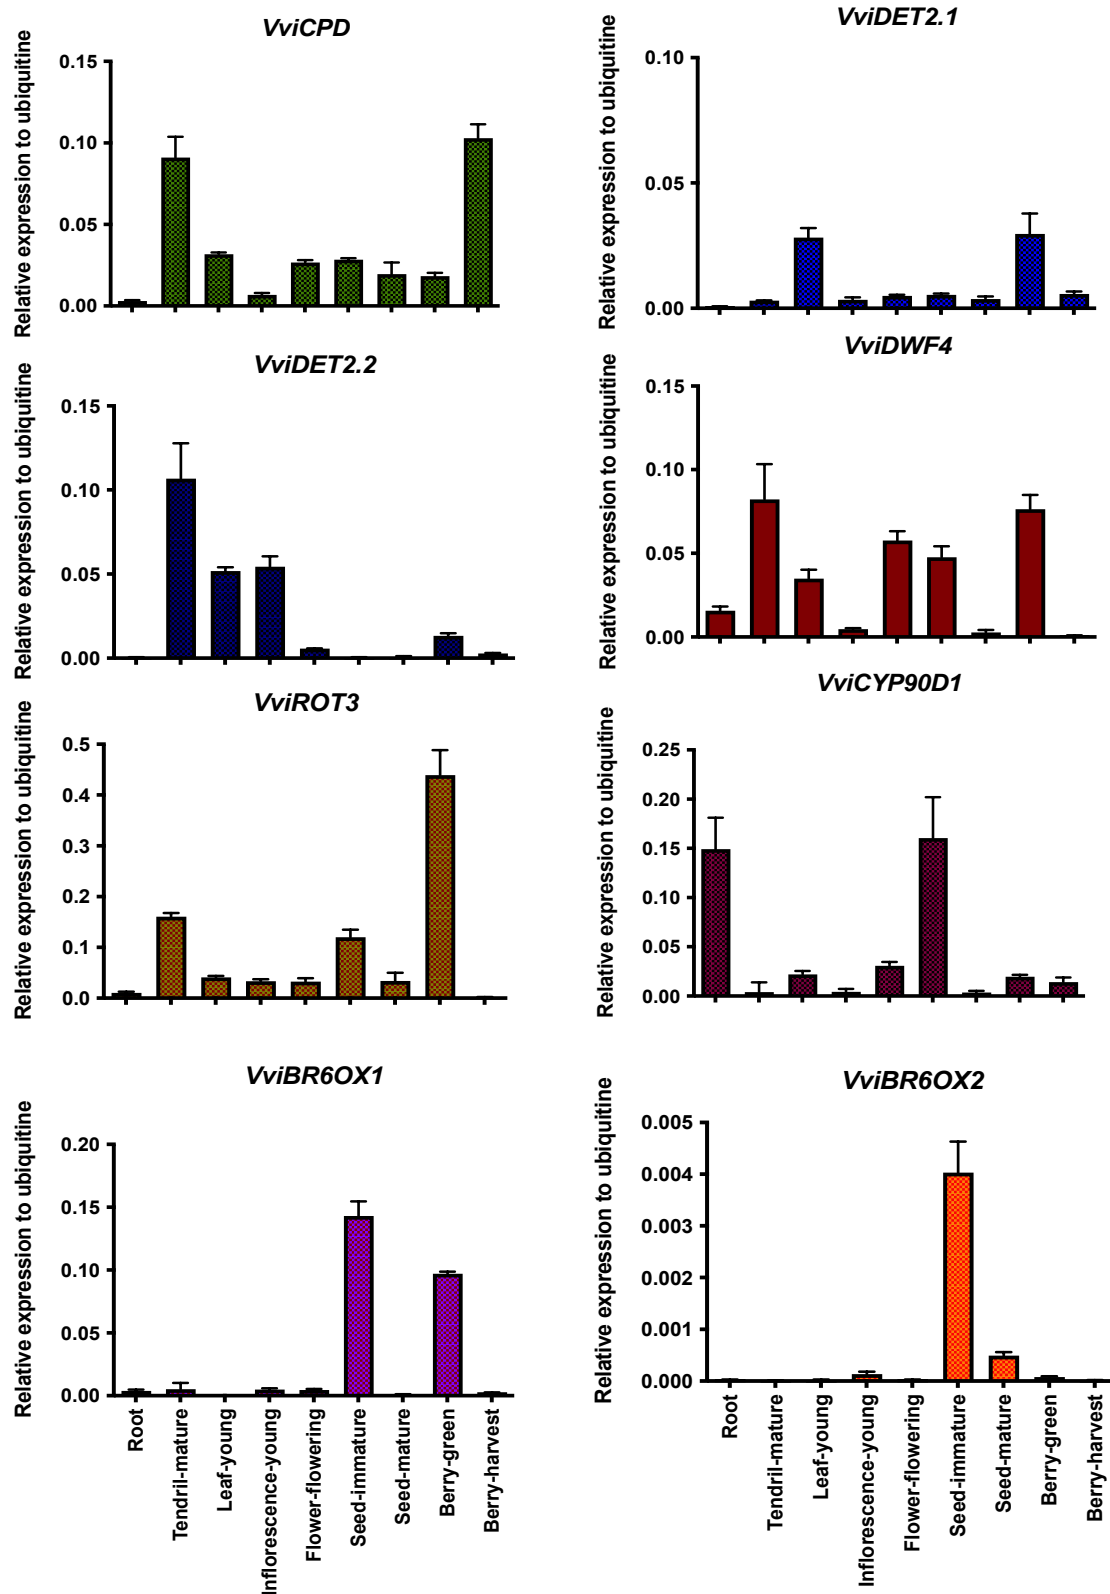 VviCPD
Relative expression to ubiquitine
0.15
0.10
0.05
0.00
VviDET2.1
Relative expression to ubiquitine
0.10
0.05
0.00
VviDET2.2
Relative expression to ubiquitine
0.15
0.10
0.05
0.00
VviDWF4
Relative expression to ubiquitine
0.15
0.10
0.05
0.00
VviROT3
Relative expression to ubiquitine
0.5
0.4
0.3
0.2
0.1
0.0
VviCYP90D1
Relative expression to ubiquitine
0.25
0.20
0.15
0.10
0.05
0.00
VviBR6OX1
Relative expression to ubiquitine
0.20
0.15
0.10
0.05
0.00
Root
Tendril-mature
Leaf-young
Inflorescence-young
Flower-flowering
Seed-immature
Seed-mature
Berry-green
Berry-harvest
VviBR6OX2
Relative expression to ubiquitine
0.005
0.004
0.003
0.002
0.001
0.000
Root
Tendril-mature
Leaf-young
Inflorescence-young
Flower-flowering
Seed-immature
Seed-mature
Berry-green
Berry-harvest